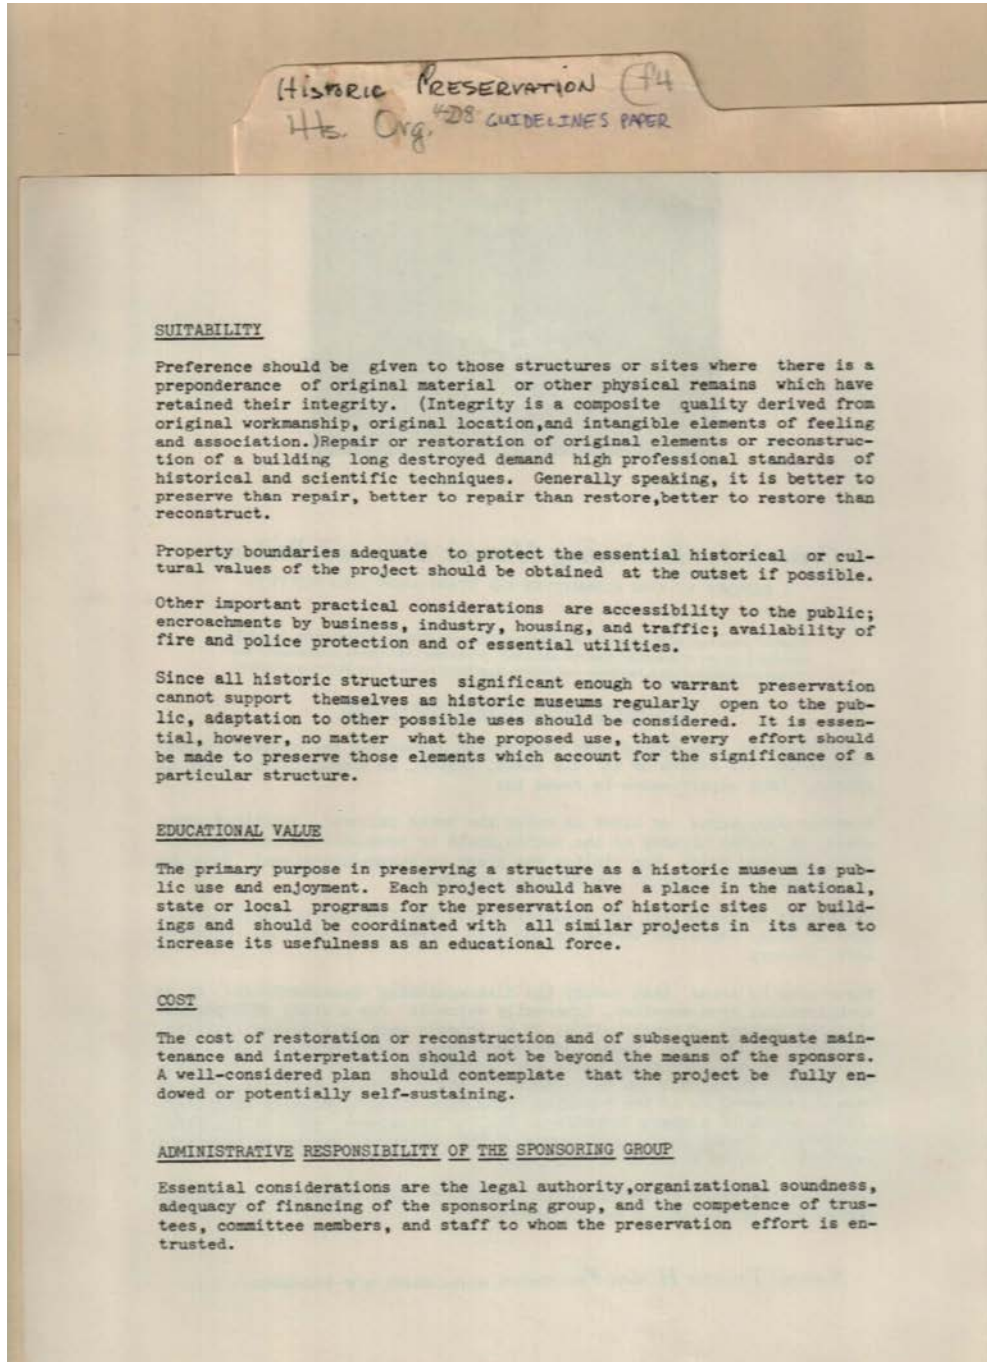 Historic Preservation
Org. GUIDELINES PAPER
SUITABILITY
Preference should be given to those structures or sites where there is a
preponderance of original material or other physical remains which have
retained their integrity. (Integrity is a composite quality derived from
original workmanship, original location,and intangible elements of feeling
and association.)Repair or restoration of original elements or reconstruc-
tion of a building long destroyed demand high professional standards of
historical and scientific techniques. Generally speaking, it is better to
preserve than repair, better to repair than restore,better to restore than
reconstruct.
Property boundaries adequate to protect the essential historical or cul-
tural values of the project should be obtained at the outset if possible.
Other important practical considerations are accessibility to the public;
encroachments by business, industry, housing, and traffic; availability of
fire and police protection and of essential utilities.
Since all historic structures significant enough to warrant preservation
cannot support themselves as historic museums regularly open to the pub-
lic, adaptation to other possible uses should be considered. It is essen-
tial, however, no matter what the proposed use, that every effort should
be made to preserve those elements which account for the significance of a
particular structure.
EDUCATIONAL VALUE
The primary purpose in preserving a structure as a historic museum is pub-
lic use and enjoyment. Each project should have a place in the national,
state or local programs for the preservation of historic sites or build-
ings and should be coordinated with all similar projects in its area to
increase its usefulness as an educational force.
COST
The cost of restoration or reconstruction and of subsequent adequate main-
tenance and interpretation should not be beyond the means of the sponsors.
A well-considered plan should contemplate that the project be fully en-
dowed or potentially self-sustaining.
ADMINISTRATIVE RESPONSIBILITY OF THE SPONSORING GROUP
Essential considerations are the legal authority,organizational soundness,
adequacy of financing of the sponsoring group, and the competence of trus-
tees, committee members, and staff to whom the preservation effort is en-
trusted.